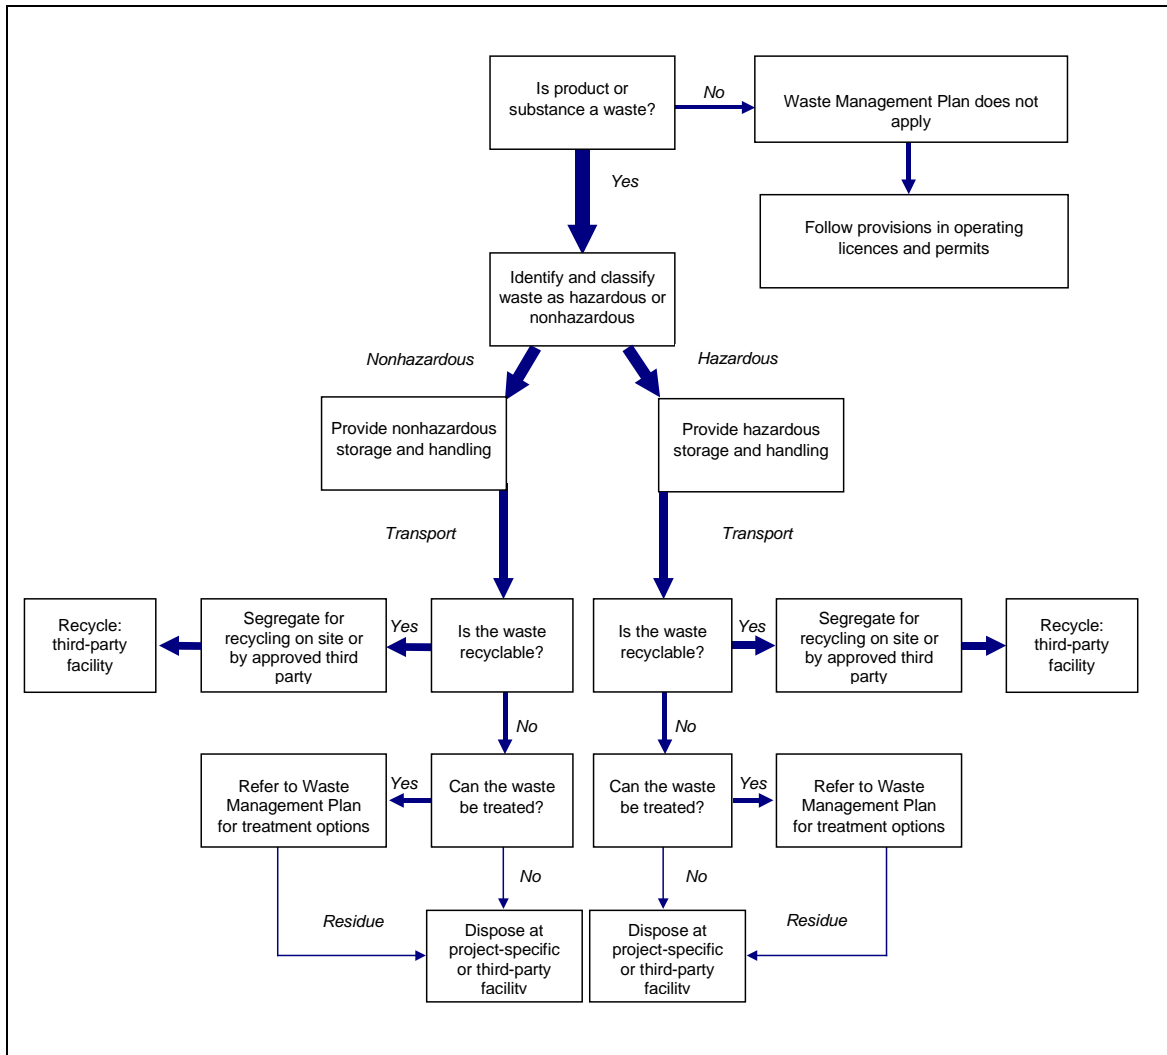 Is product or
substance a waste?
No
Waste Management Plan does not
apply
Yes
Follow provisions in operating
licences and permits
Identify and classify
waste as hazardous or
nonhazardous
Nonhazardous
Hazardous
Provide nonhazardous
storage and handling
Provide hazardous
storage and handling
Transport
Transport
Recycle:
third-party
facility
Segregate for
recycling on site or
by approved third
party
Yes
Is the waste
recyclable?
Is the waste
recyclable?
Yes
Segregate for
recycling on site or
by approved third
party
Recycle:
third-party
facility
No
No
Refer to Waste
Management Plan
for treatment options
Yes
Can the waste
be treated?
Can the waste
be treated?
Yes
Refer to Waste
Management Plan
for treatment options
No
No
Residue
Residue
Dispose at
project-specific
or third-party
facility
Dispose at
project-specific
or third-party
facility